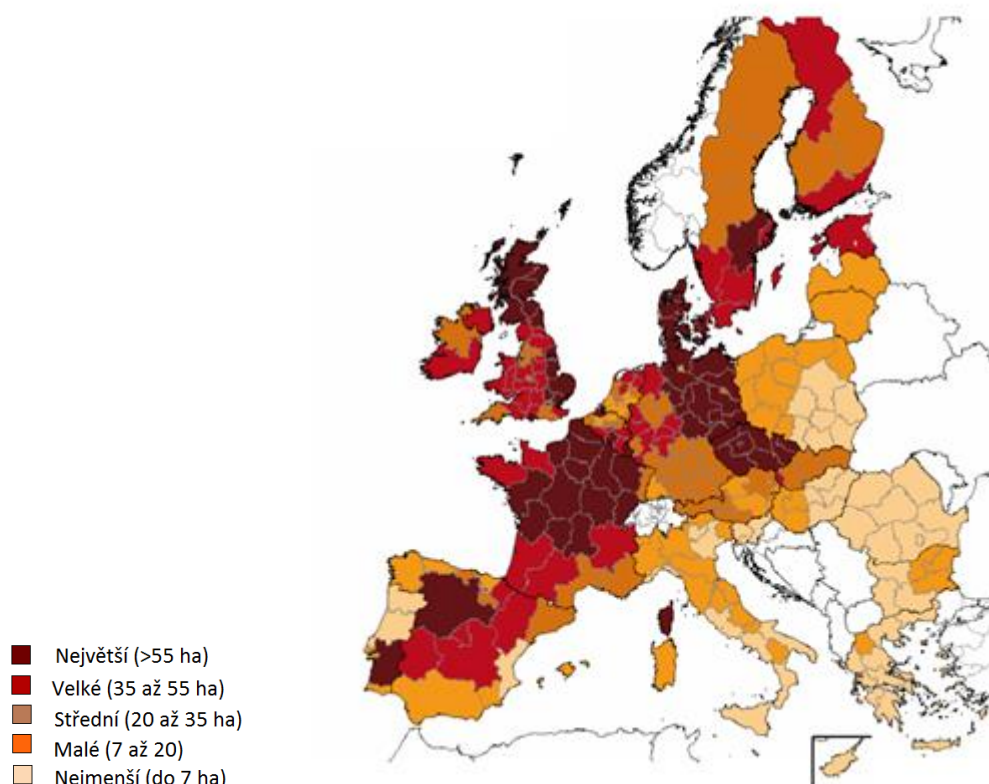 Největší (>55 ha)
Velké (35 až 55 ha)
Střední (20 až 35 ha)
Malé (7 až 20)
Nejmenší (do 7 ha)